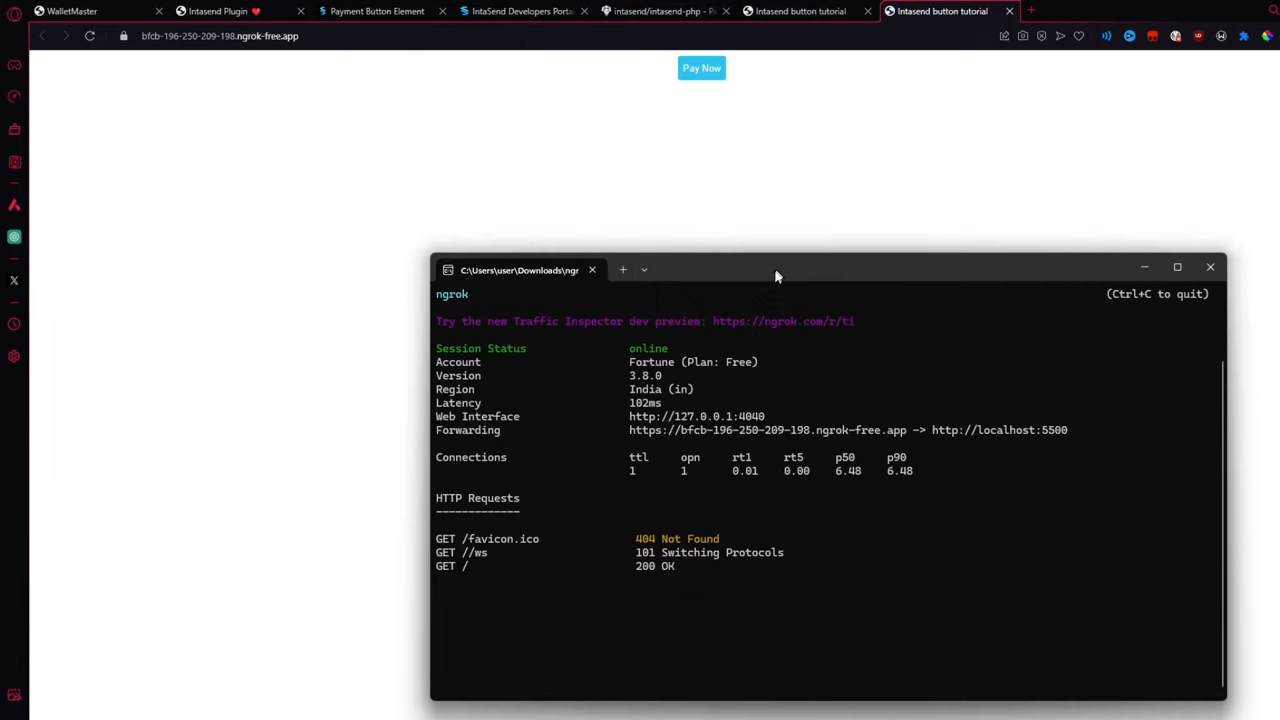 WalletMaster
Intasend Plugin ❤️
Payment Button Element
IntaSend Developers Porta
intasend/intasend-php - Pa
Intasend button tutorial
Intasend button tutorial
bfcb-196-250-209-198.ngrok-free.app
Pay Now
C:\Users\user\Downloads\ngr
ngrok (Ctrl+C to quit)
Try the new Traffic Inspector dev preview: https://ngrok.com/r/ti
Session Status online
Account Fortune (Plan: Free)
Version 3.8.0
Region India (in)
Latency 102ms
Web Interface http://127.0.0.1:4040
Forwarding https://bfcb-196-250-209-198.ngrok-free.app -> http://localhost:5500
Connections ttl opn rt1 rt5 p50 p90
1 1 0.01 0.00 6.48 6.48
HTTP Requests
-------------
GET /favicon.ico 404 Not Found
GET //ws 101 Switching Protocols
GET / 200 OK